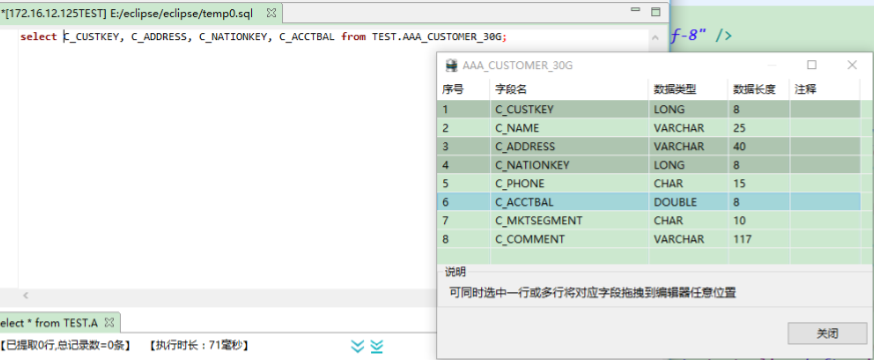 *[172.16.12.125TEST] E:/eclipse/eclipse/temp0.sql
select C_CUSTKEY, C_ADDRESS, C_NATIONKEY, C_ACCTBAL from TEST.AAA_CUSTOMER_30G;
f-8" />
AAA_CUSTOMER_30G
序号 字段名 数据类型 数据长度 注释
1 C_CUSTKEY LONG 8
2 C_NAME VARCHAR 25
3 C_ADDRESS VARCHAR 40
4 C_NATIONKEY LONG 8
5 C_PHONE CHAR 15
6 C_ACCTBAL DOUBLE 8
7 C_MKTSEGMENT CHAR 10
8 C_COMMENT VARCHAR 117
说明
可同时选中一行或多行将对应字段拖拽到编辑器任意位置
关闭
elect * from TEST.A
【已提取0行,总记录数=0条】 【执行时长：71毫秒】